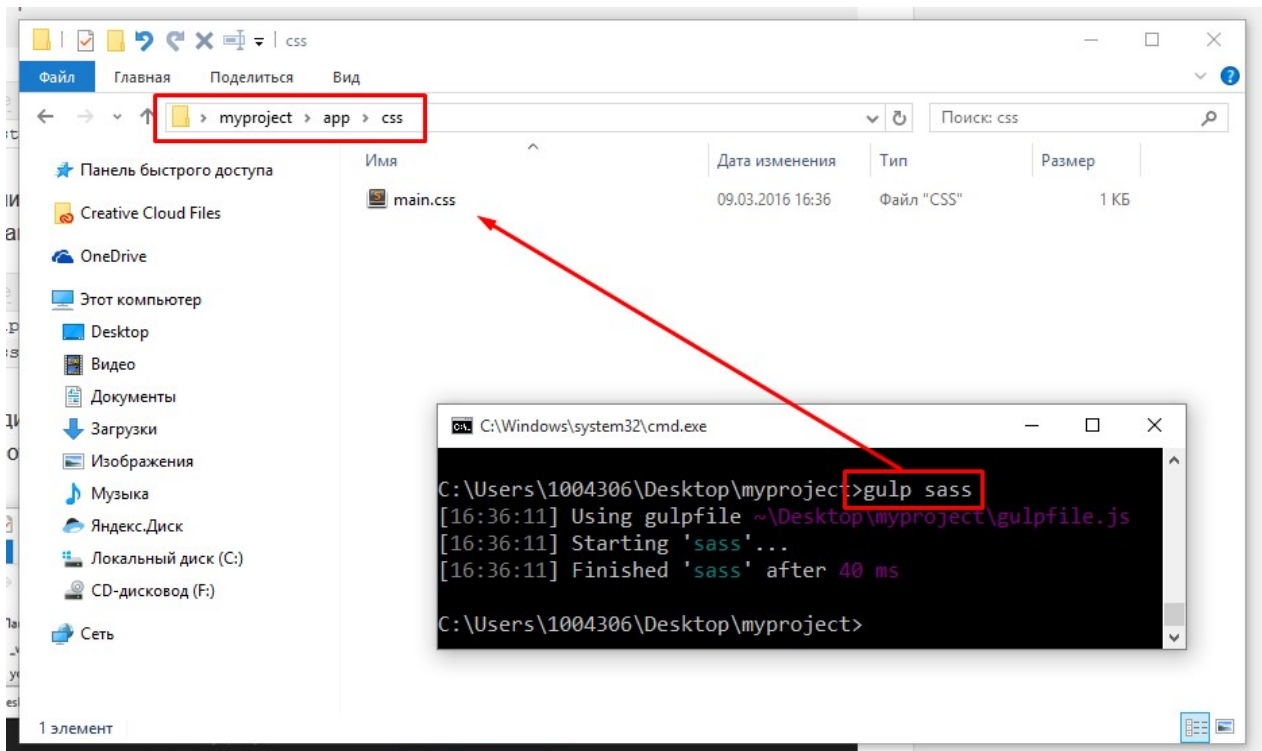 css
Файл Главная Поделиться Вид
myproject app css
Поиск: css
Имя Дата изменения Тип Размер
main.css 09.03.2016 16:36 Файл "CSS" 1 КБ
Панель быстрого доступа
Creative Cloud Files
OneDrive
Этот компьютер
Desktop
Видео
Документы
Загрузки
Изображения
Музыка
Яндекс.Диск
Локальный диск (C:)
CD-дисковод (F:)
Сеть
1 элемент
C:\Windows\system32\cmd.exe
C:\Users\1004306\Desktop\myproject>gulp sass
[16:36:11] Using gulpfile ~\Desktop\myproject\gulpfile.js
[16:36:11] Starting 'sass'...
[16:36:11] Finished 'sass' after 40 ms
C:\Users\1004306\Desktop\myproject>